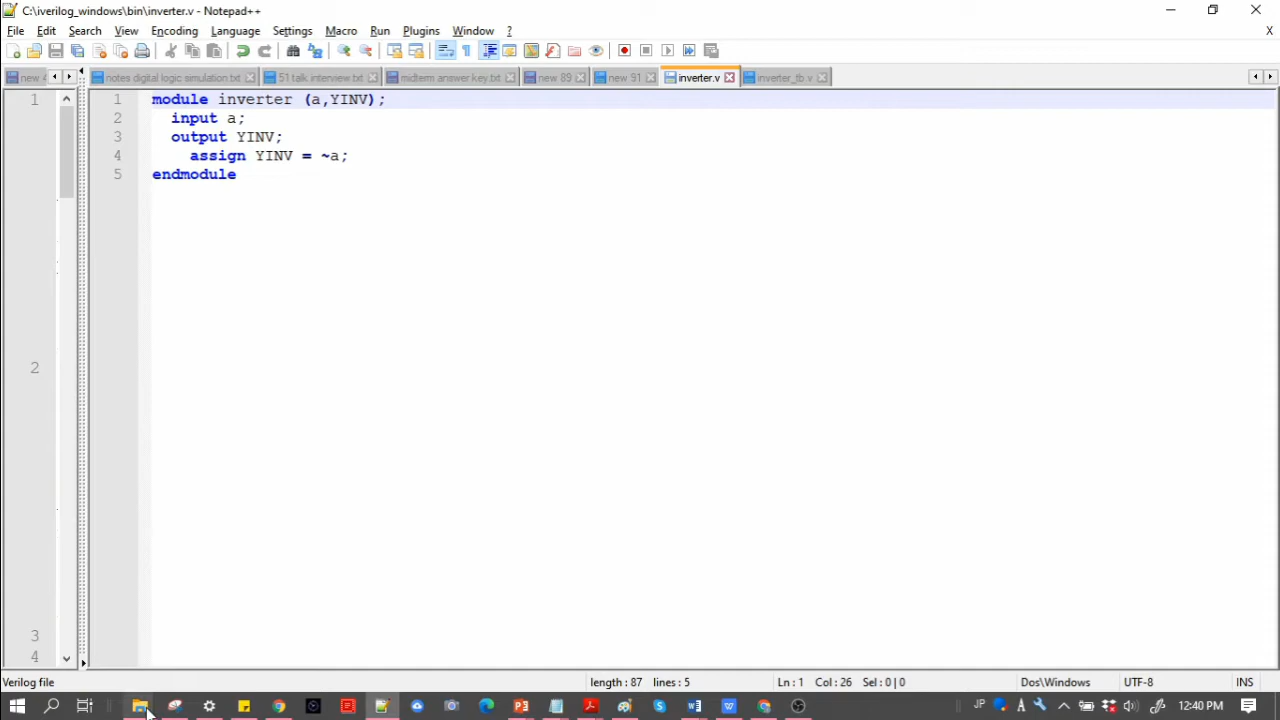 C:\iverilog_windows\bin\inverter.v - Notepad++
File Edit Search View Encoding Language Settings Macro Run Plugins Window ? X
new notes digital logic simulation.txt 51 talk interview.txt midterm answer key.txt new 89 new 91 inverter.v inverter_tb.v
1 1 module inverter (a,YINV);
2 input a;
3 output YINV;
4 assign YINV = ~a;
5 endmodule
2
3
4
Verilog file length : 87 lines : 5 Ln : 1 Col : 26 Sel : 0 | 0 Dos\Windows UTF-8 INS
JP A 12:40 PM